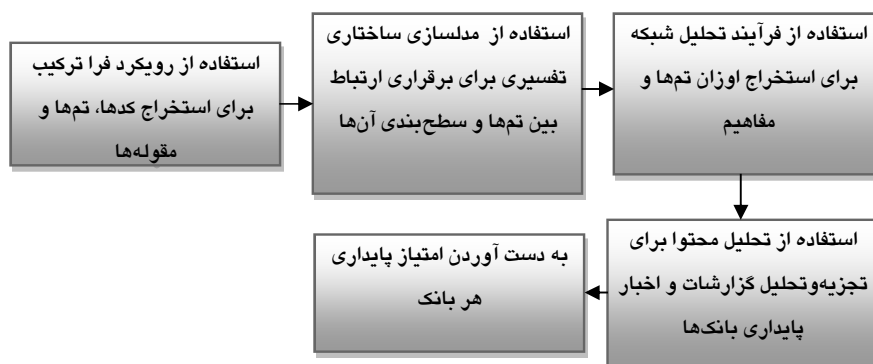 استفاده از رویکرد فرا ترکیب
برای استخراج کدها، تم‌ها و
مقوله‌ها
استفاده از مدلسازی ساختاری
تفسیری برای برقراری ارتباط
بین تم‌ها و سطح‌بندی آن‌ها
استفاده از فرآیند تحلیل شبکه
برای استخراج اوزان تم‌ها و
مفاهیم
استفاده از تحلیل محتوا برای
تجزیه‌وتحلیل گزارشات و اخبار
پایداری بانک‌ها
به دست آوردن امتیاز پایداری
هر بانک